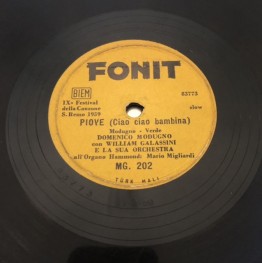 FONIT
BIEM
82773
IXº Festival
della Canzone
S. Remo 1959
slow
PIOVE (Ciao ciao bambina)
Modugno - Verde
DOMENICO MODUGNO
con WILLIAM GALASSINI
E LA SUA ORCHESTRA
all'Organo Hammond: Mario Migliardi
MG. 202